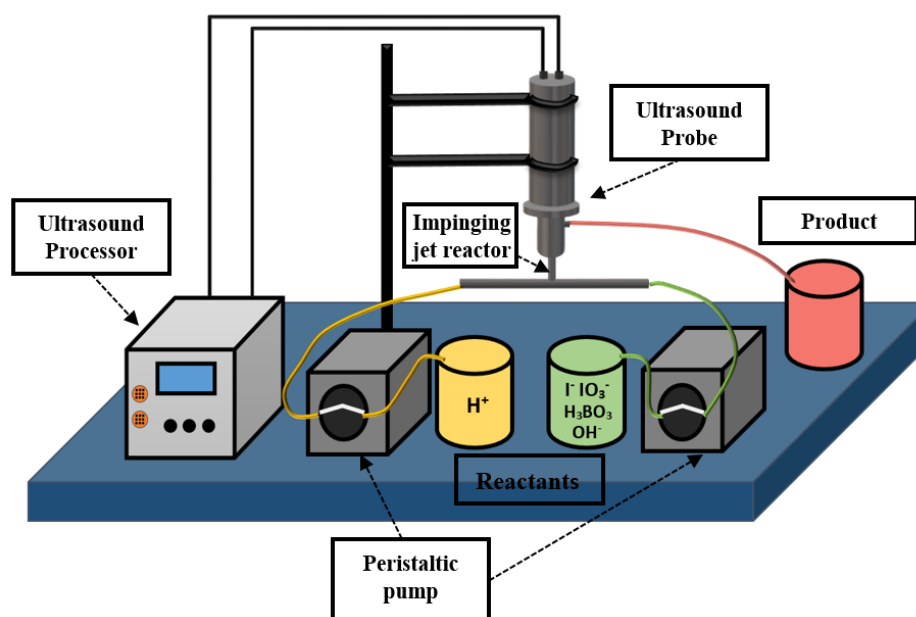 Ultrasound
Probe
Ultrasound
Processor
Impinging
jet reactor
Product
H⁺
I⁻ IO₃⁻
H₃BO₃
OH⁻
Reactants
Peristaltic
pump